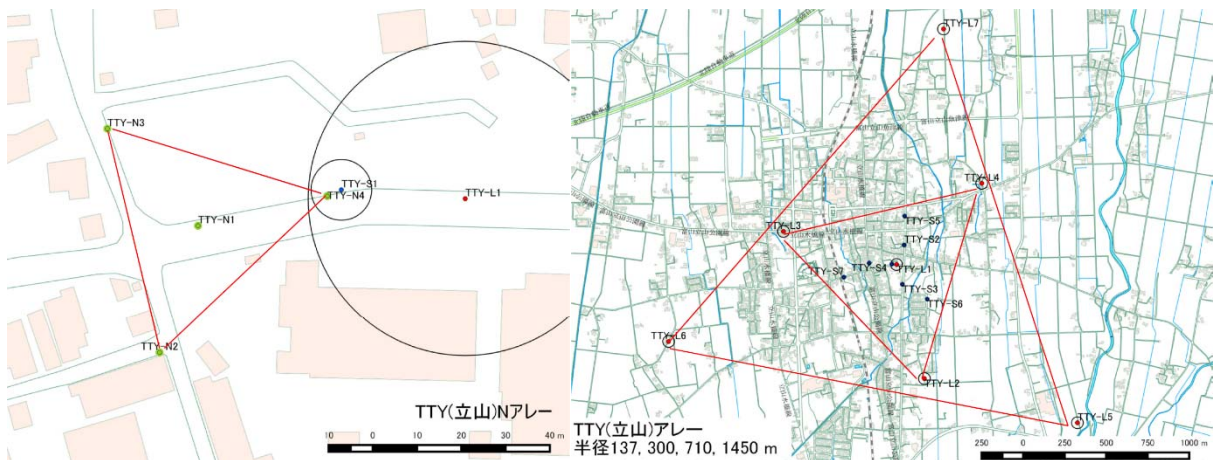 TTY-N3
TTY-S1
TTY-N4
TTY-L1
TTY-N1
TTY-N2
TTY(立山)Nアレー
10 0 10 20 30 40 m
TTY-L7
TTY-L4
TTY-S5
TTY-L3
TTY-S2
TTY-S4
TTY-L1
TTY-S7
TTY-S3
TTY-S6
TTY-L6
TTY-L2
TTY-L5
TTY(立山)アレー
半径137, 300, 710, 1450 m
250 0 250 500 750 1000 m